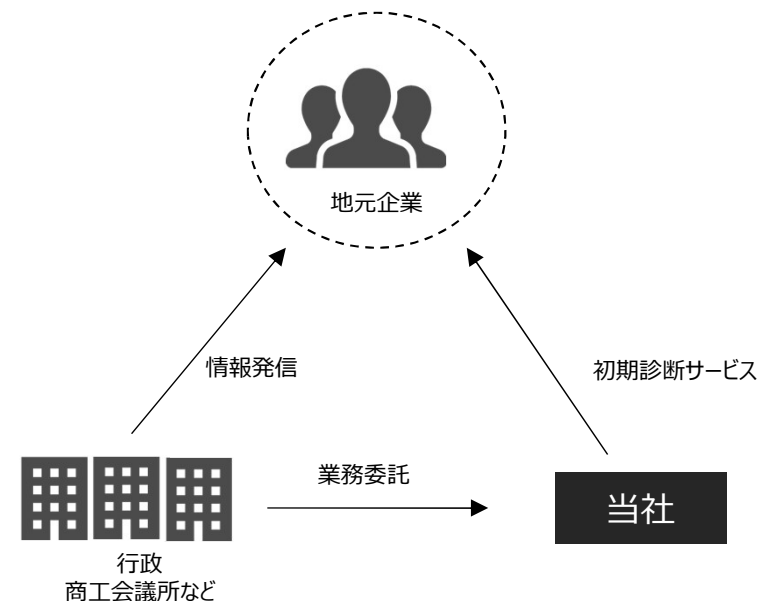 地元企業
情報発信
初期診断サービス
業務委託
当社
行政
商工会議所など